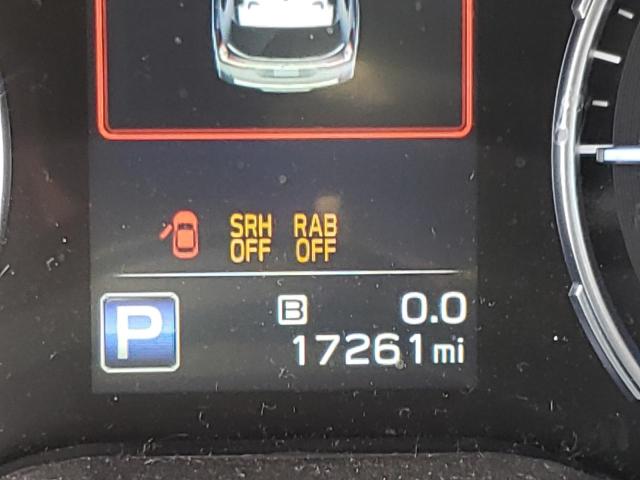 SRH RAB
OFF OFF
P B 0.0
17261 mi